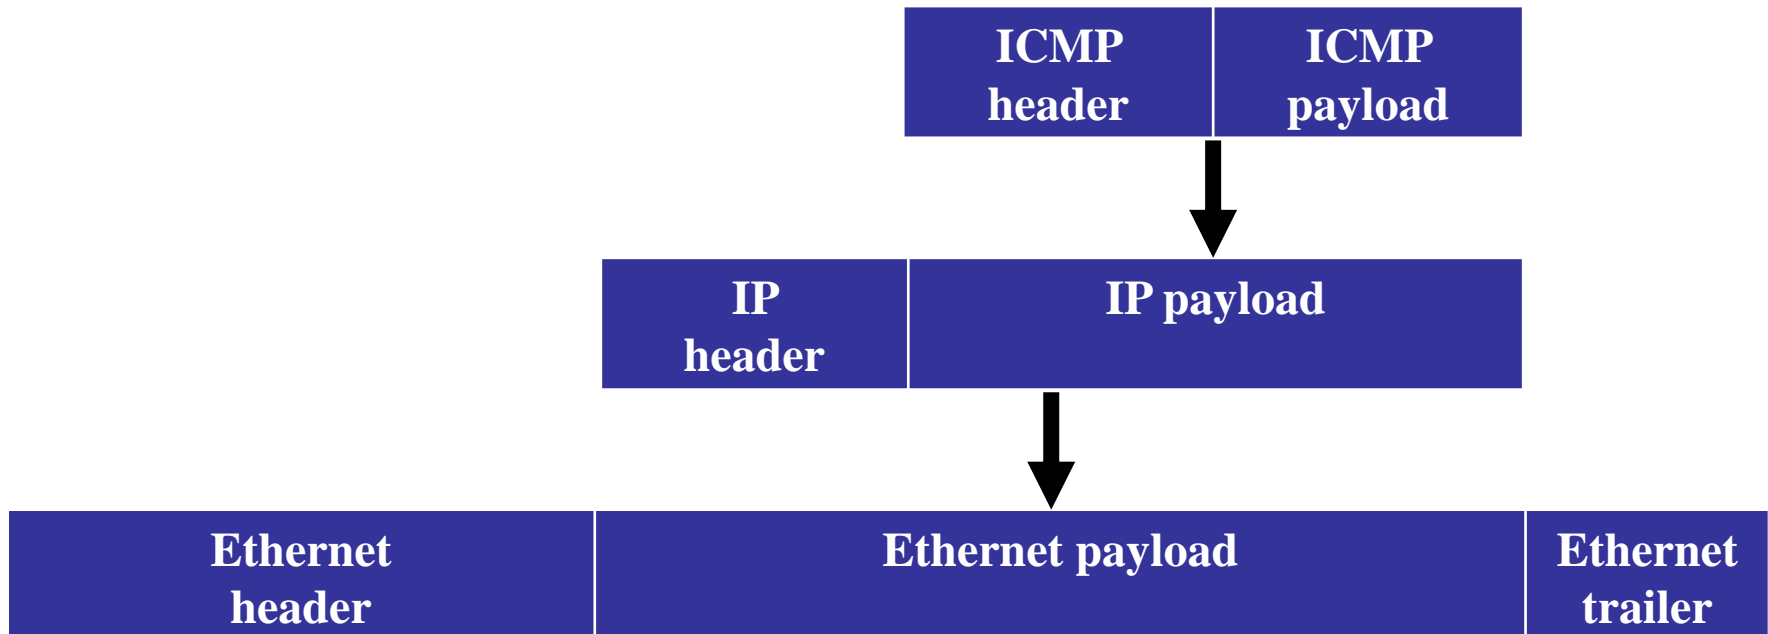 ICMP
header
ICMP
payload
IP
header
IP payload
Ethernet
header
Ethernet payload
Ethernet
trailer